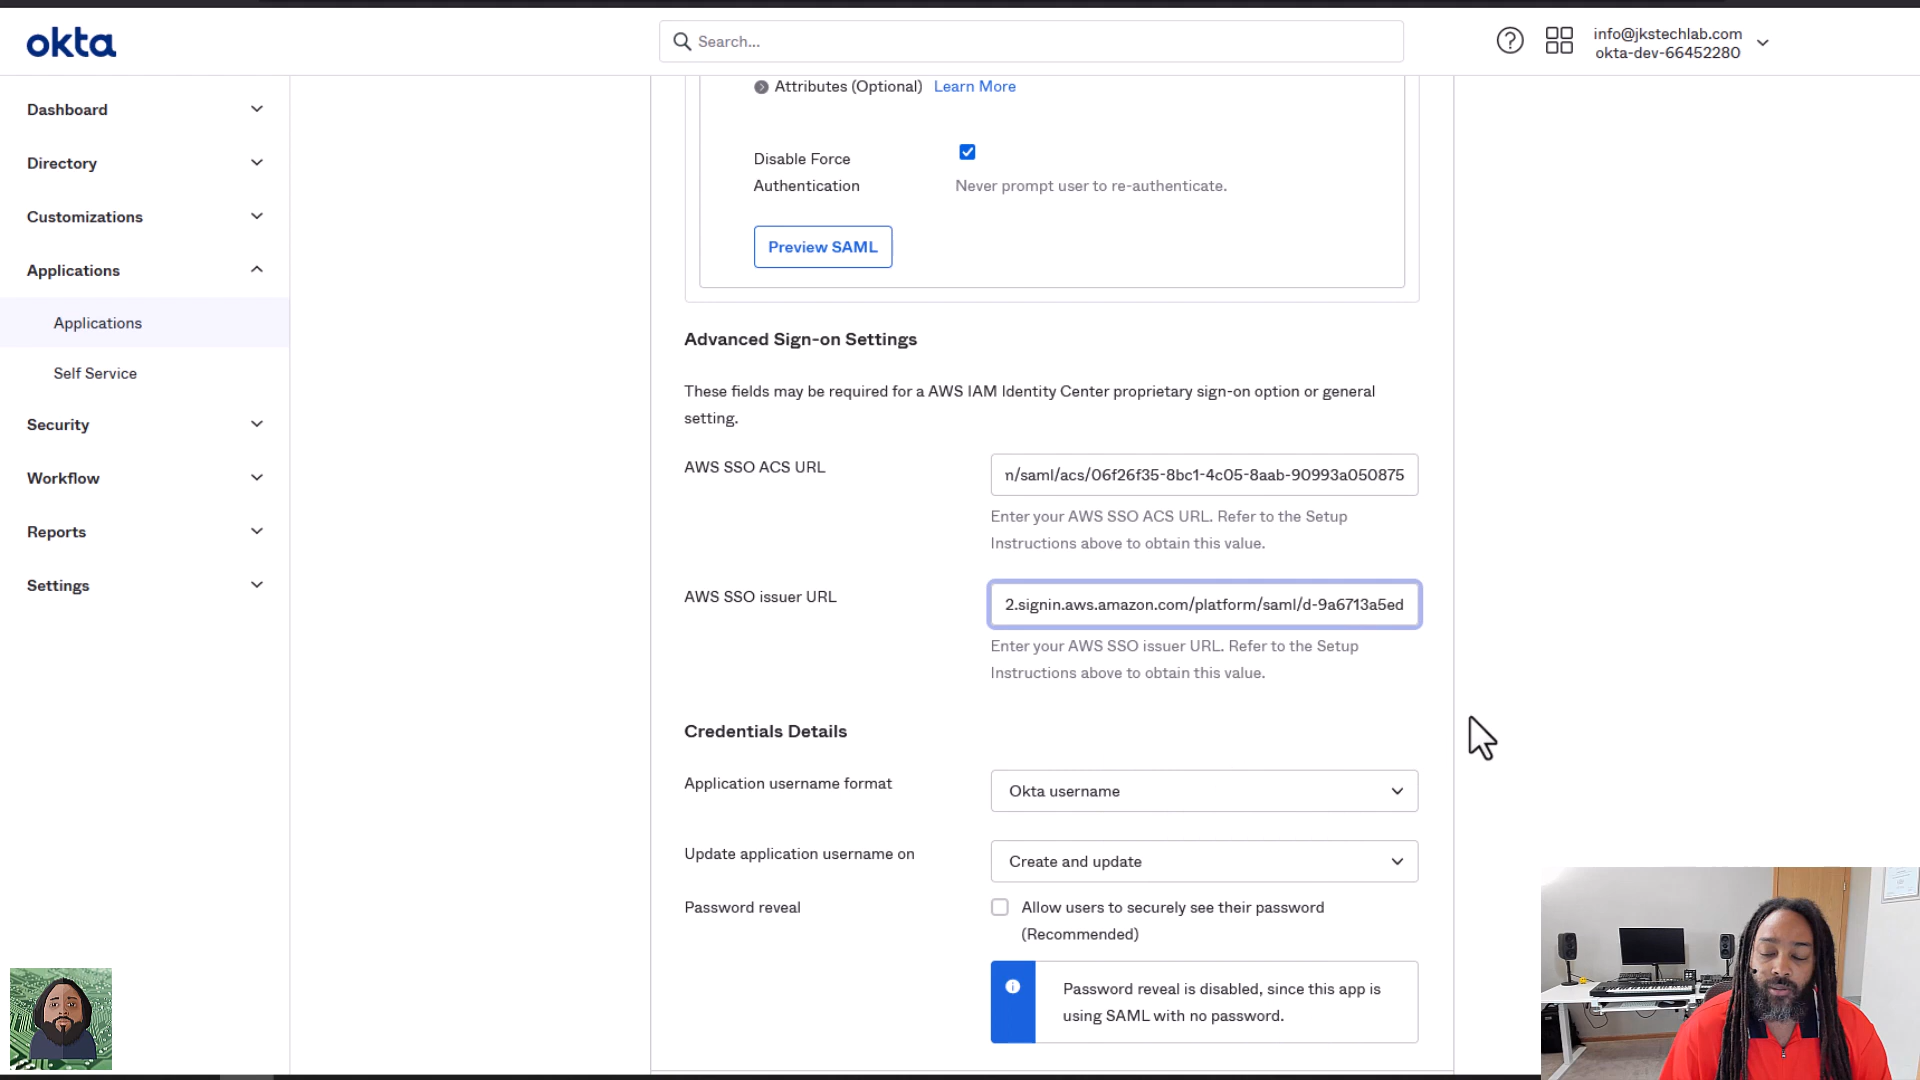 okta
Search...
info@jkstechlab.com
okta-dev-66452280
Dashboard
Directory
Customizations
Applications
Applications
Self Service
Security
Workflow
Reports
Settings
Attributes (Optional) Learn More
Disable Force
Authentication
Never prompt user to re-authenticate.
Preview SAML
Advanced Sign-on Settings
These fields may be required for a AWS IAM Identity Center proprietary sign-on option or general
setting.
AWS SSO ACS URL
n/saml/acs/06f26f35-8bc1-4c05-8aab-90993a050875
Enter your AWS SSO ACS URL. Refer to the Setup
Instructions above to obtain this value.
AWS SSO issuer URL
2.signin.aws.amazon.com/platform/saml/d-9a6713a5ed
Enter your AWS SSO issuer URL. Refer to the Setup
Instructions above to obtain this value.
Credentials Details
Application username format
Okta username
Update application username on
Create and update
Password reveal
Allow users to securely see their password
(Recommended)
Password reveal is disabled, since this app is
using SAML with no password.